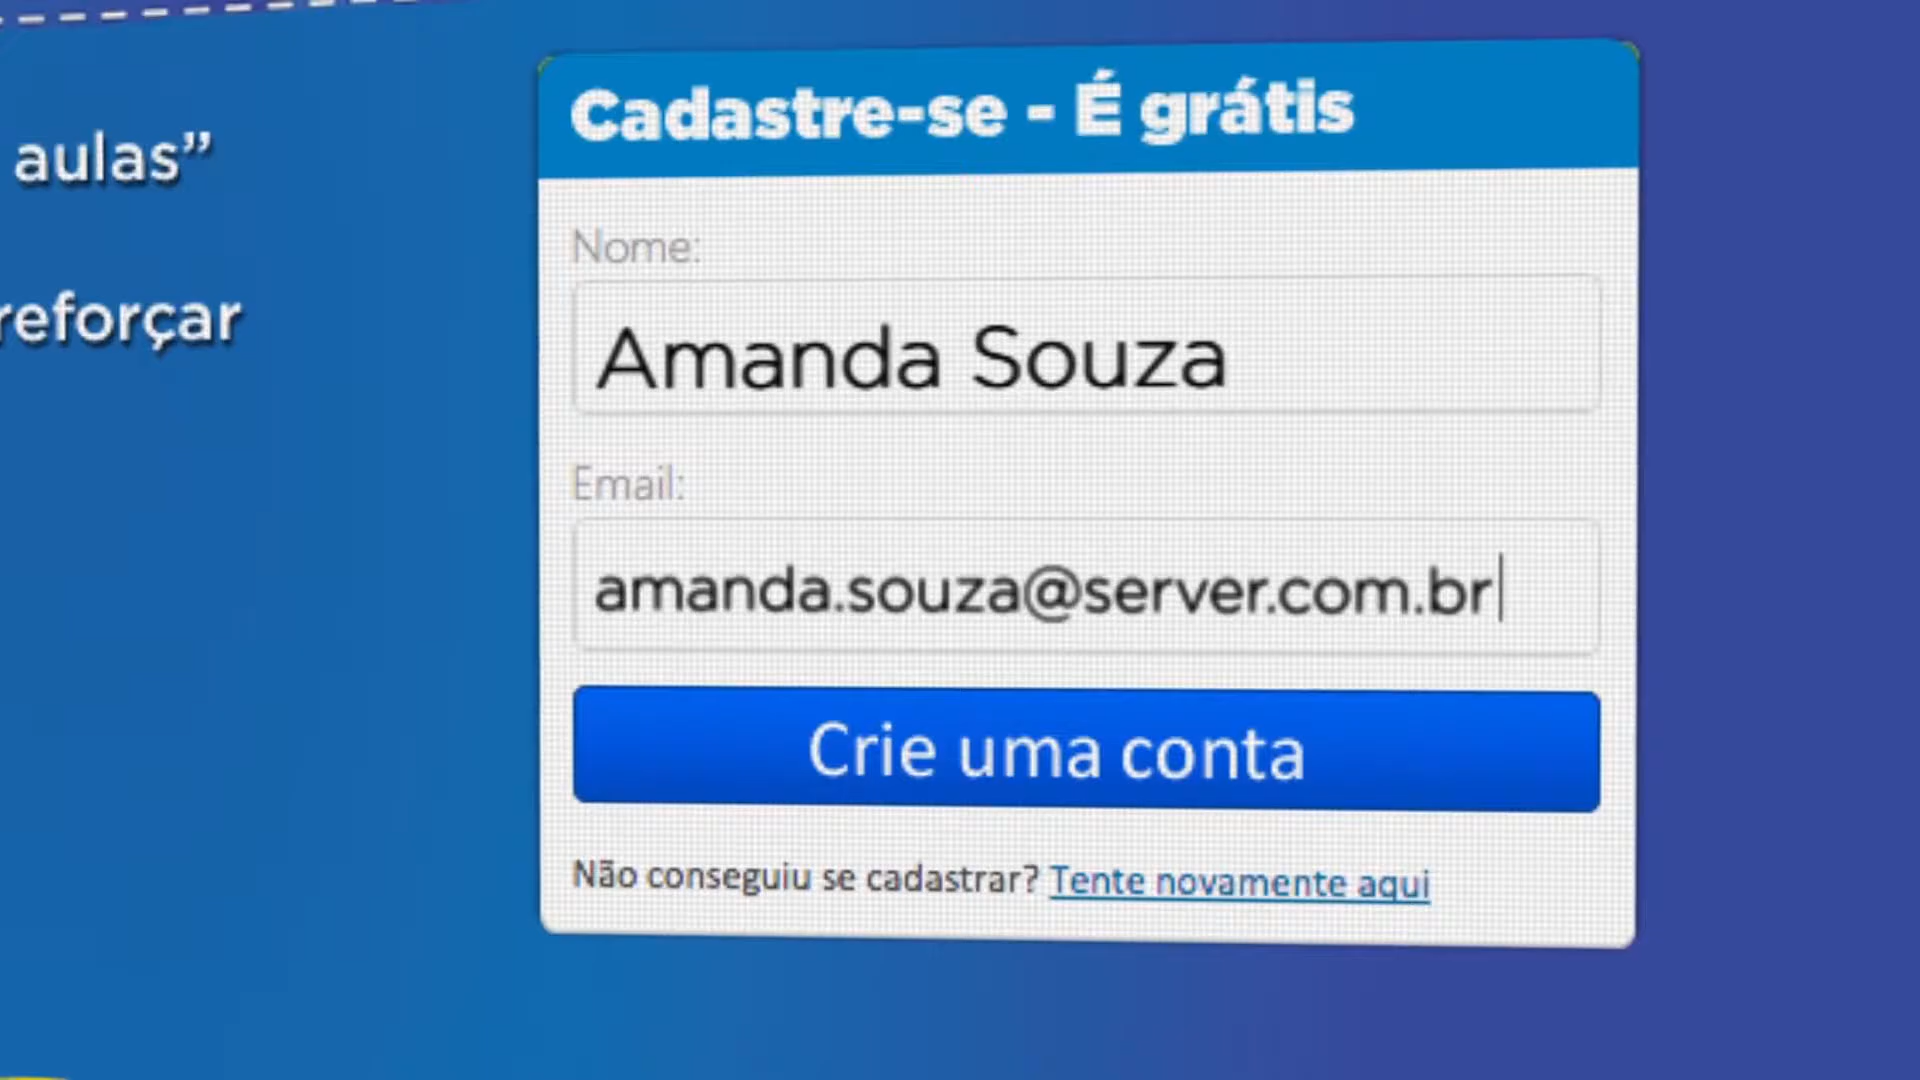 aulas”
reforçar
Cadastre-se - É grátis
Nome:
Amanda Souza
Email:
amanda.souza@server.com.br
Crie uma conta
Não conseguiu se cadastrar? Tente novamente aqui